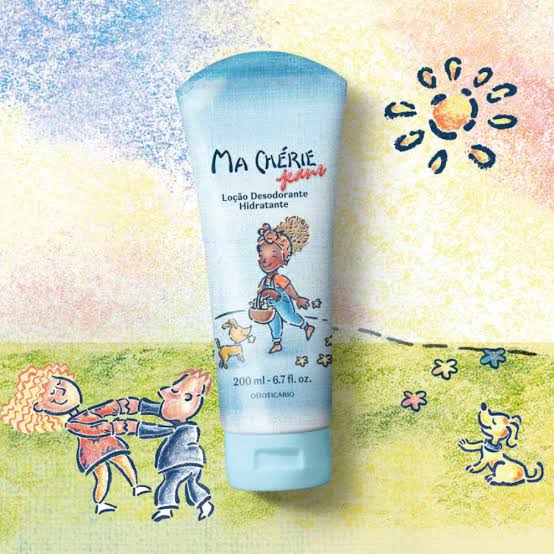 MA CHÉRIE
jeans
Loção Desodorante
Hidratante
200 ml - 6.7 fl. oz.
OBOTICÁRIO